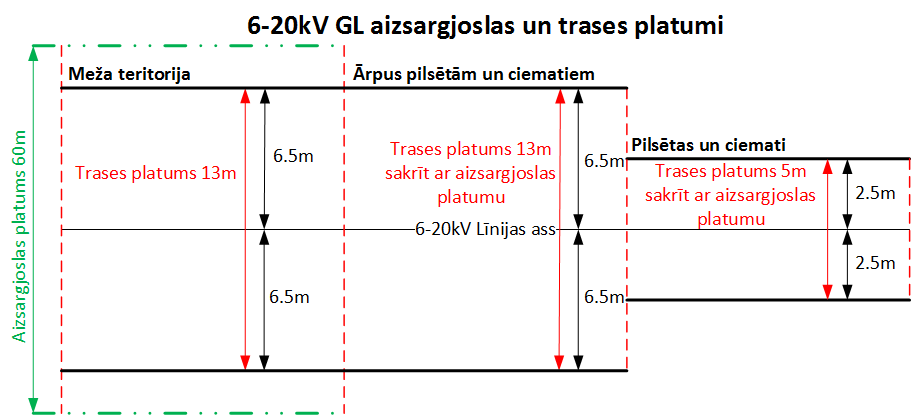 6-20kV GL aizsargjoslas un trases platumi
Aizsargjoslas platums 60m
Meža teritorija
Trases platums 13m
6.5m
6.5m
Ārpus pilsētām un ciematiem
Trases platums 13m
sakrīt ar aizsargjoslas
platumu
6.5m
6-20kV Līnijas ass
6.5m
Pilsētas un ciemati
Trases platums 5m
sakrīt ar aizsargjoslas
platumu
2.5m
2.5m